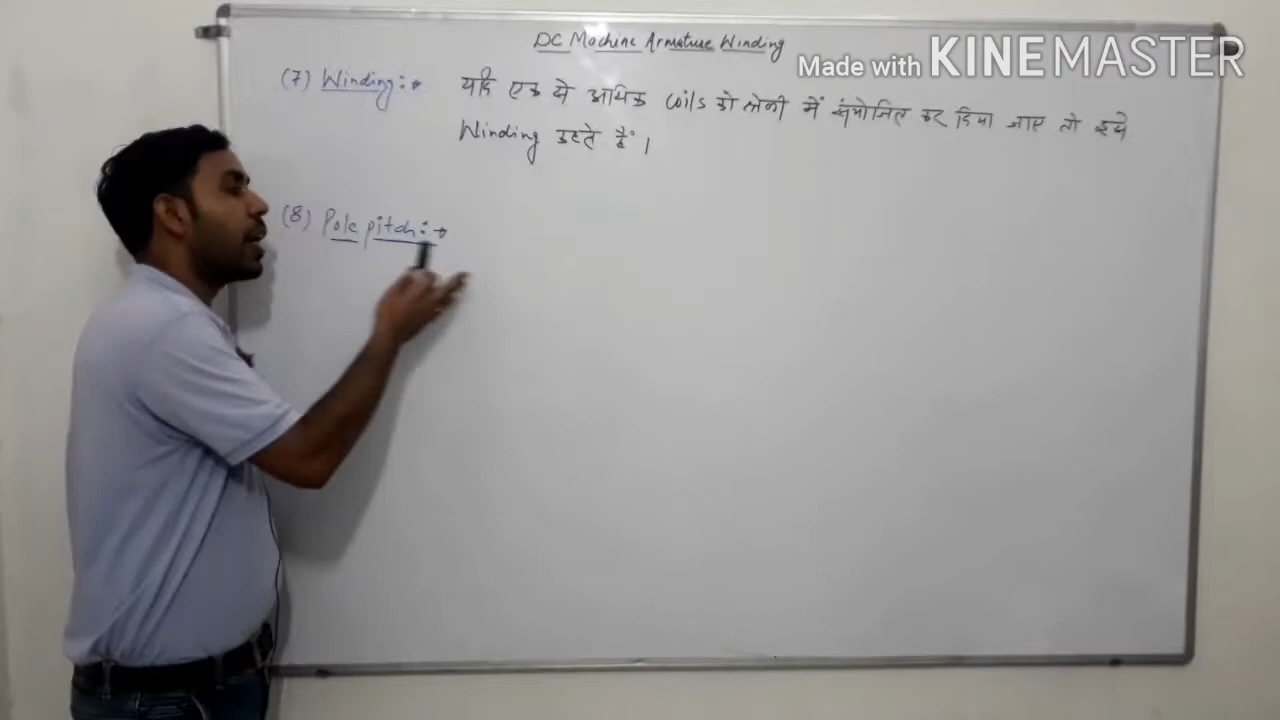 DC Machine Armature Winding
Made with KINEMASTER
(7) Winding :→ यदि एक से अधिक coils को श्रेणी में संयोजित कर दिया जाए तो इसे
Winding कहते हैं ।
(8) Pole pitch :→